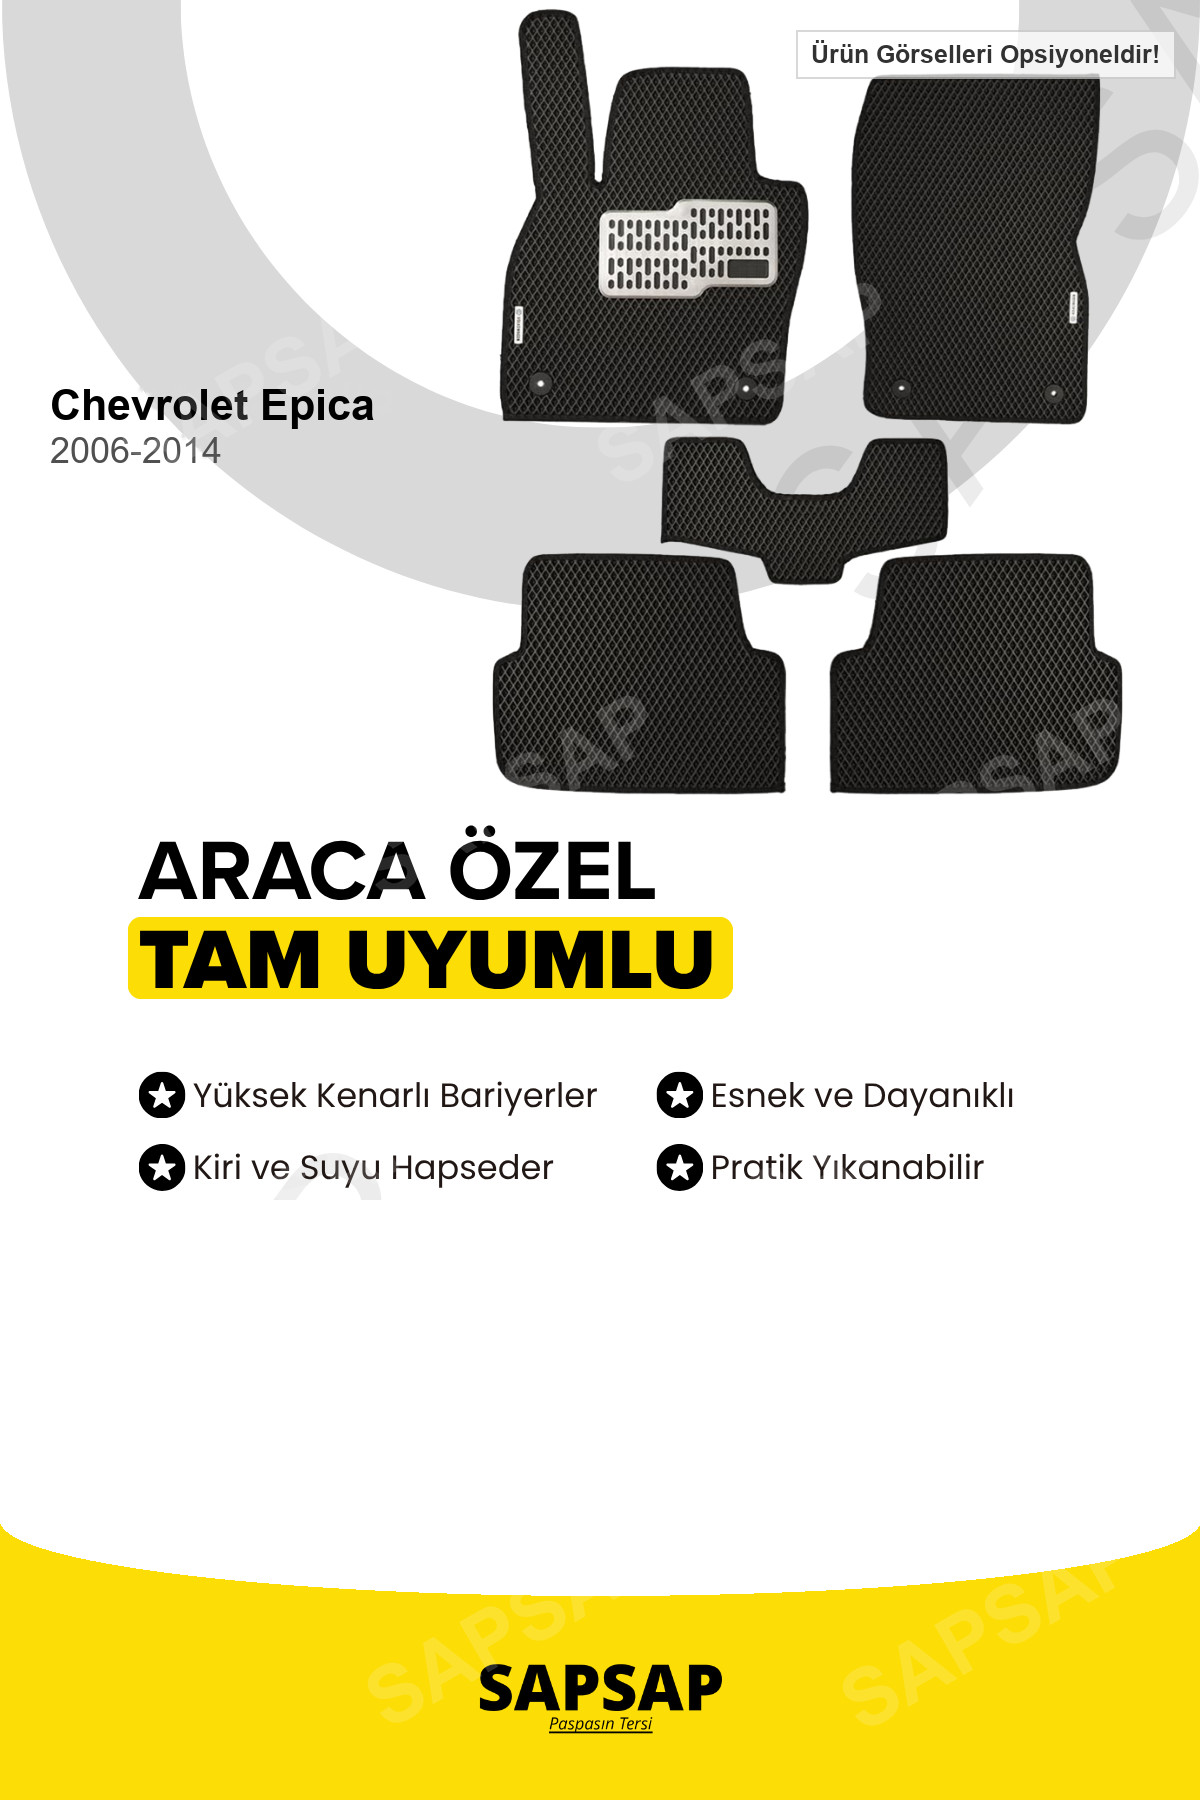 Ürün Görselleri Opsiyoneldir!
Chevrolet Epica
2006-2014
ARACA ÖZEL
TAM UYUMLU
Yüksek Kenarlı Bariyerler
Esnek ve Dayanıklı
Kiri ve Suyu Hapseder
Pratik Yıkanabilir
SAPSAP
Paspasın Tersi